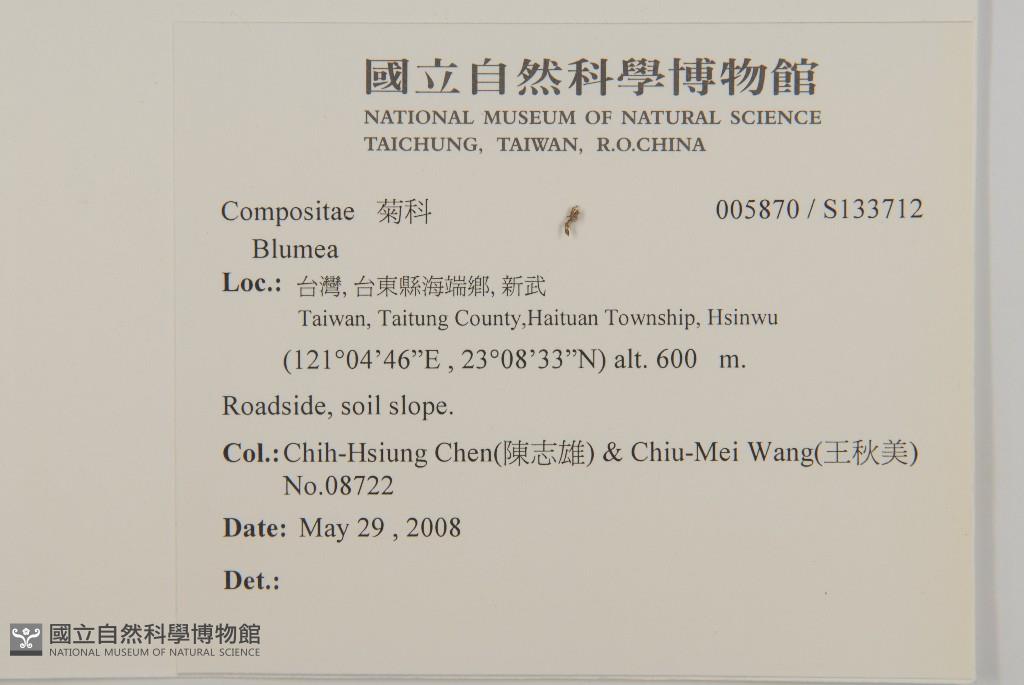 國立自然科學博物館
NATIONAL MUSEUM OF NATURAL SCIENCE
TAICHUNG, TAIWAN, R.O.CHINA
Compositae 菊科 005870 / S133712
Blumea
Loc.: 台灣, 台東縣海端鄉, 新武
Taiwan, Taitung County,Haituan Township, Hsinwu
(121°04’46”E , 23°08’33”N) alt. 600 m.
Roadside, soil slope.
Col.: Chih-Hsiung Chen(陳志雄) & Chiu-Mei Wang(王秋美)
No.08722
Date: May 29 , 2008
Det.:
國立自然科學博物館
NATIONAL MUSEUM OF NATURAL SCIENCE